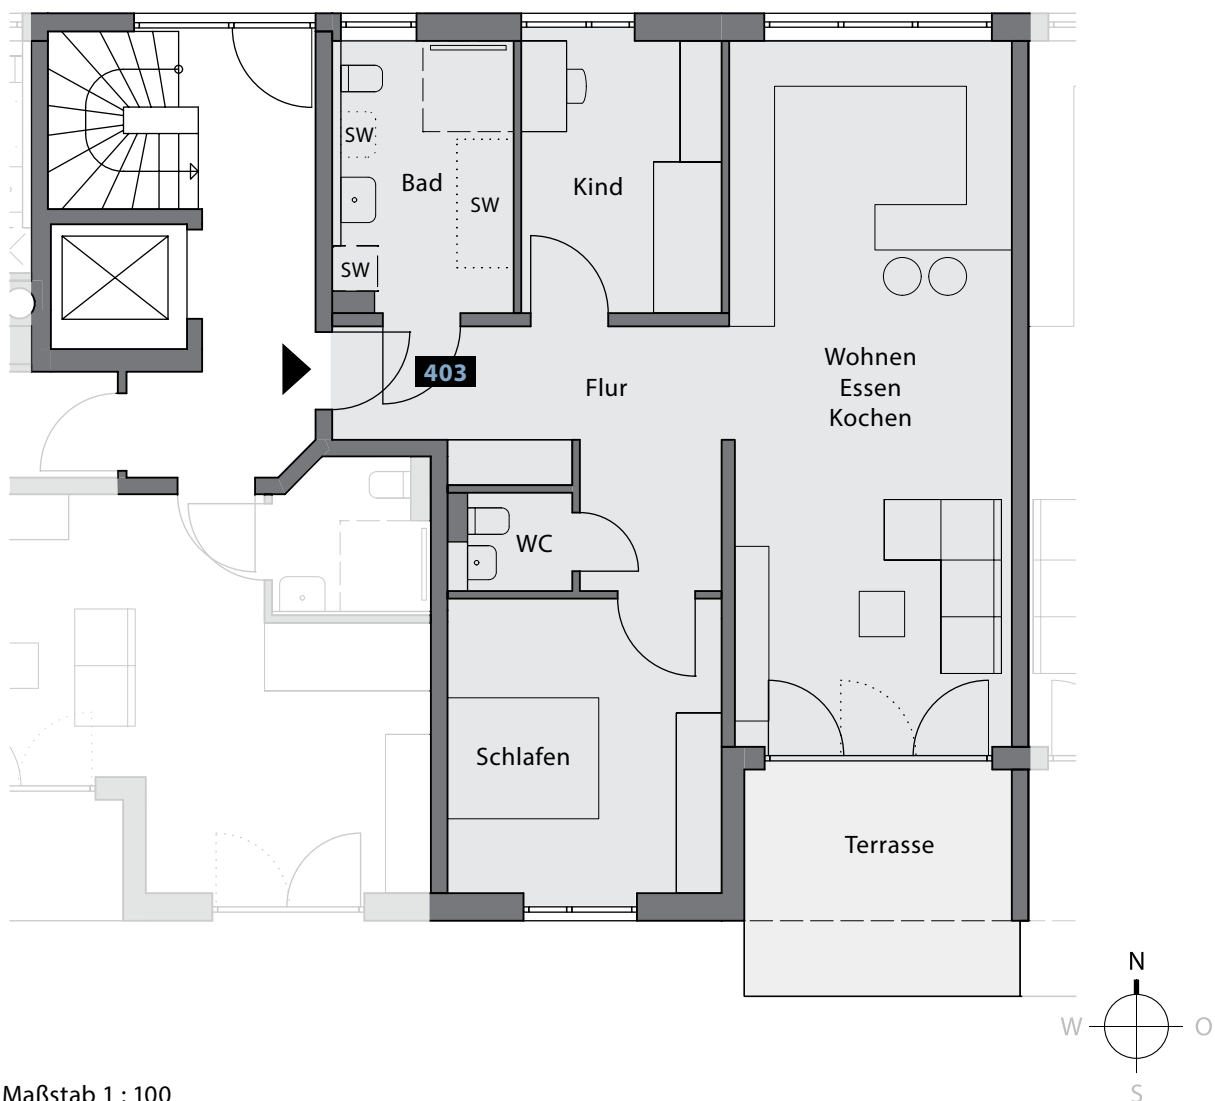 SW
Bad
Kind
SW
SW
Wohnen
Essen
Kochen
403
Flur
WC
Schlafen
Terrasse
N
W
O
S
Maßstab 1 : 100